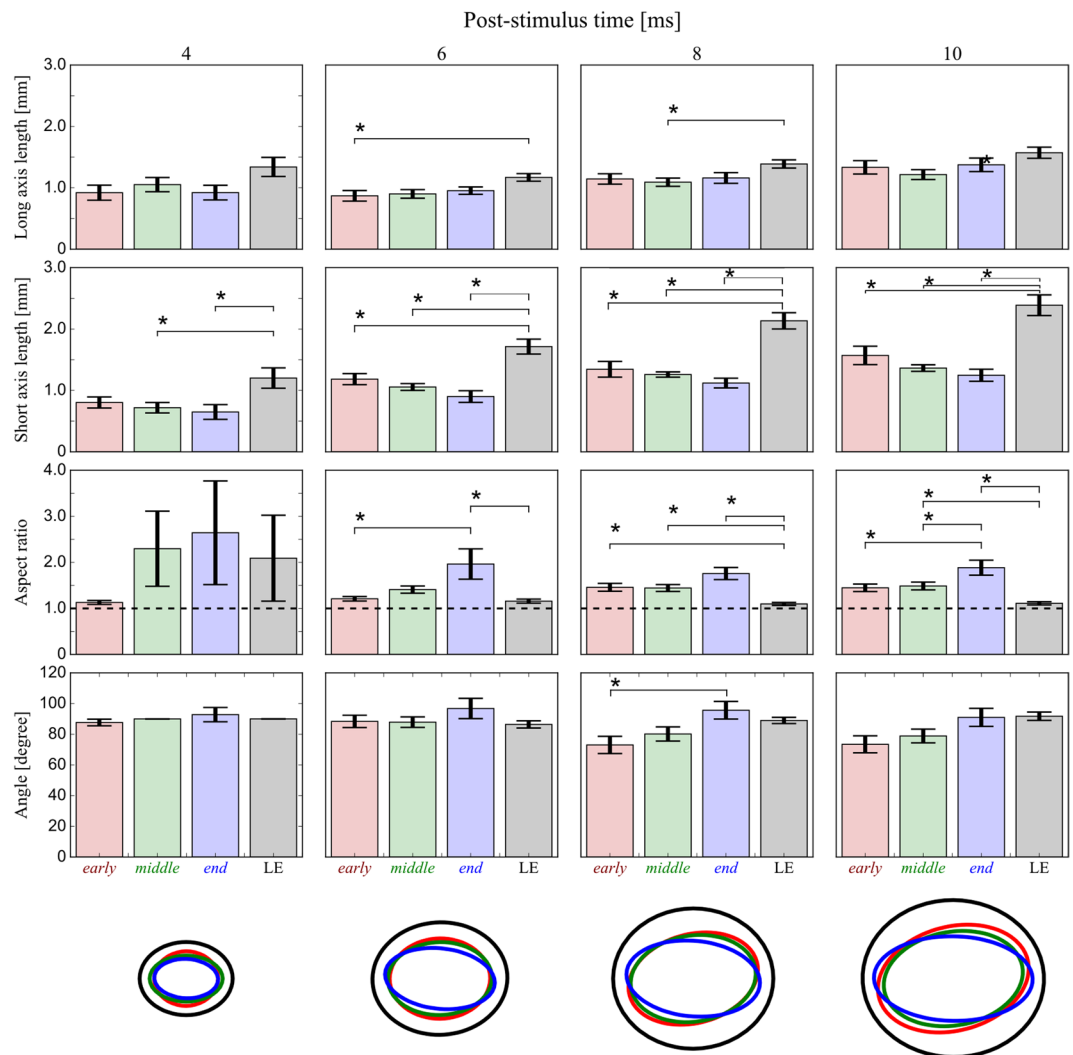 Post-stimulus time [ms]
4 6 8 10
Long axis length [mm]
3.0
2.0
1.0
0
* * *
Short axis length [mm]
3.0
2.0
1.0
0
* * * * * * * * * * *
Aspect ratio
4.0
3.0
2.0
1.0
0
* * * * * * * * *
Angle [degree]
120
100
80
60
40
20
0
*
early middle end LE early middle end LE early middle end LE early middle end LE